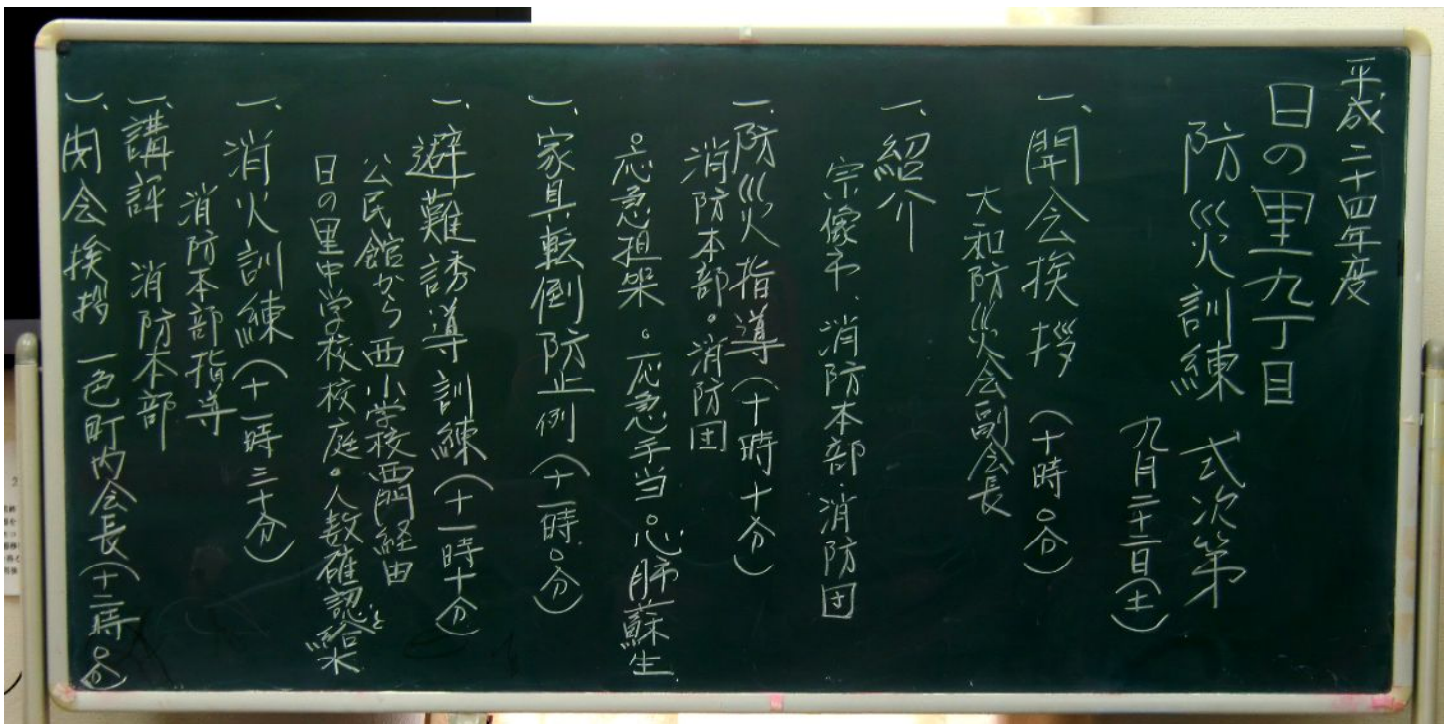 平成二十四年度
日の里九丁目
防災訓練 式次第
九月二十二日(土)
一、開会挨拶 (十時〇分)
大和防災会副会長
一、紹介
宗像市、消防本部、消防団
一、防災指導(十時十分)
消防本部。消防団
。応急担架 。応急手当 。心肺蘇生
一、家具転倒防止例 (十一時〇分)
一、避難誘導訓練(十一時十分)
公民館から西小学校西門経由
日の里中学校校庭。人数確認と給水
一、消火訓練(十一時三十分)
消防本部指導
一、講評 消防本部
一、閉会挨拶 一色町内会長(十二時〇分)